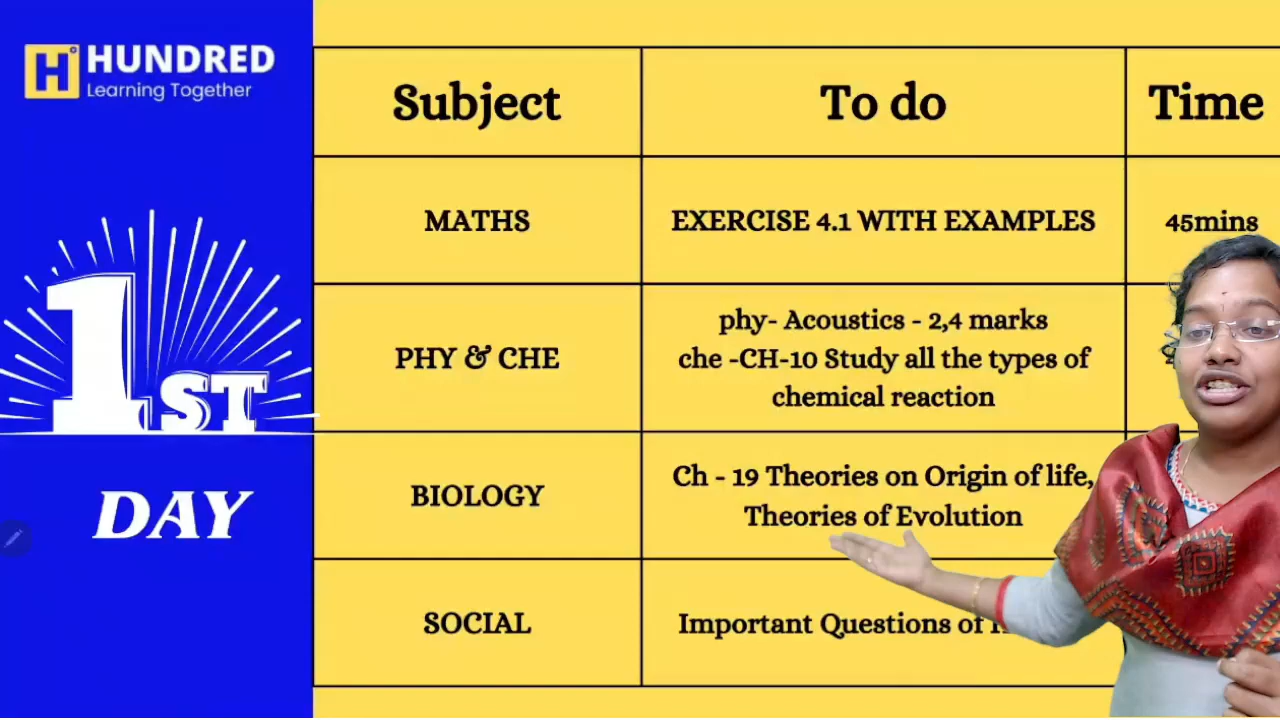 HUNDRED
Learning Together
1ST
DAY
Subject
To do
Time
MATHS
EXERCISE 4.1 WITH EXAMPLES
45mins
PHY & CHE
phy- Acoustics - 2,4 marks
che -CH-10 Study all the types of
chemical reaction
BIOLOGY
Ch - 19 Theories on Origin of life,
Theories of Evolution
SOCIAL
Important Questions of